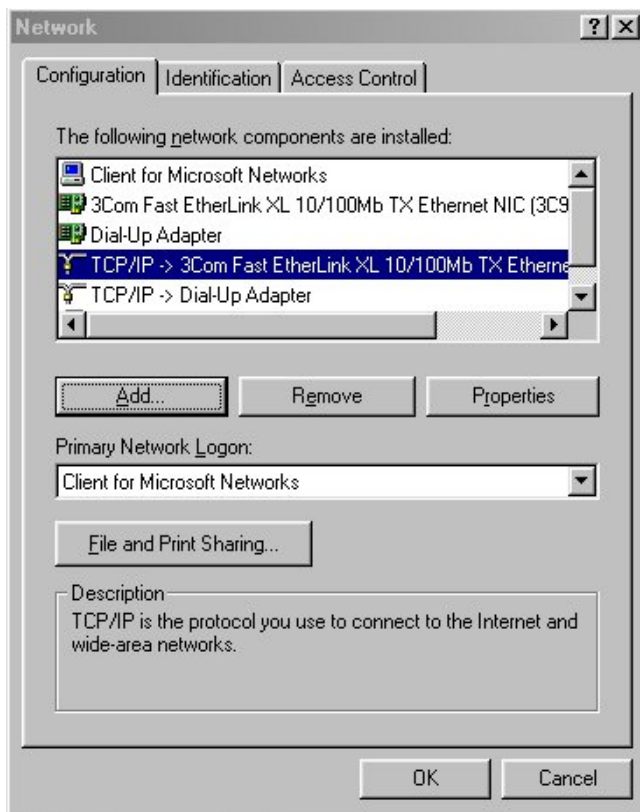 Network
Configuration Identification Access Control
The following network components are installed:
Client for Microsoft Networks
3Com Fast EtherLink XL 10/100Mb TX Ethernet NIC (3C9
Dial-Up Adapter
TCP/IP -> 3Com Fast EtherLink XL 10/100Mb TX Etherne
TCP/IP -> Dial-Up Adapter
Add... Remove Properties
Primary Network Logon:
Client for Microsoft Networks
File and Print Sharing...
Description
TCP/IP is the protocol you use to connect to the Internet and
wide-area networks.
OK Cancel